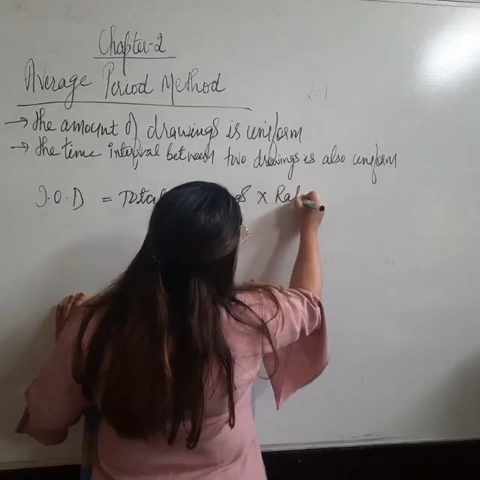 Chapter-2
Average Period Method
→ the amount of drawings is uniform
→ the time interval between two drawings is also uniform
I.O.D = Total × Ra